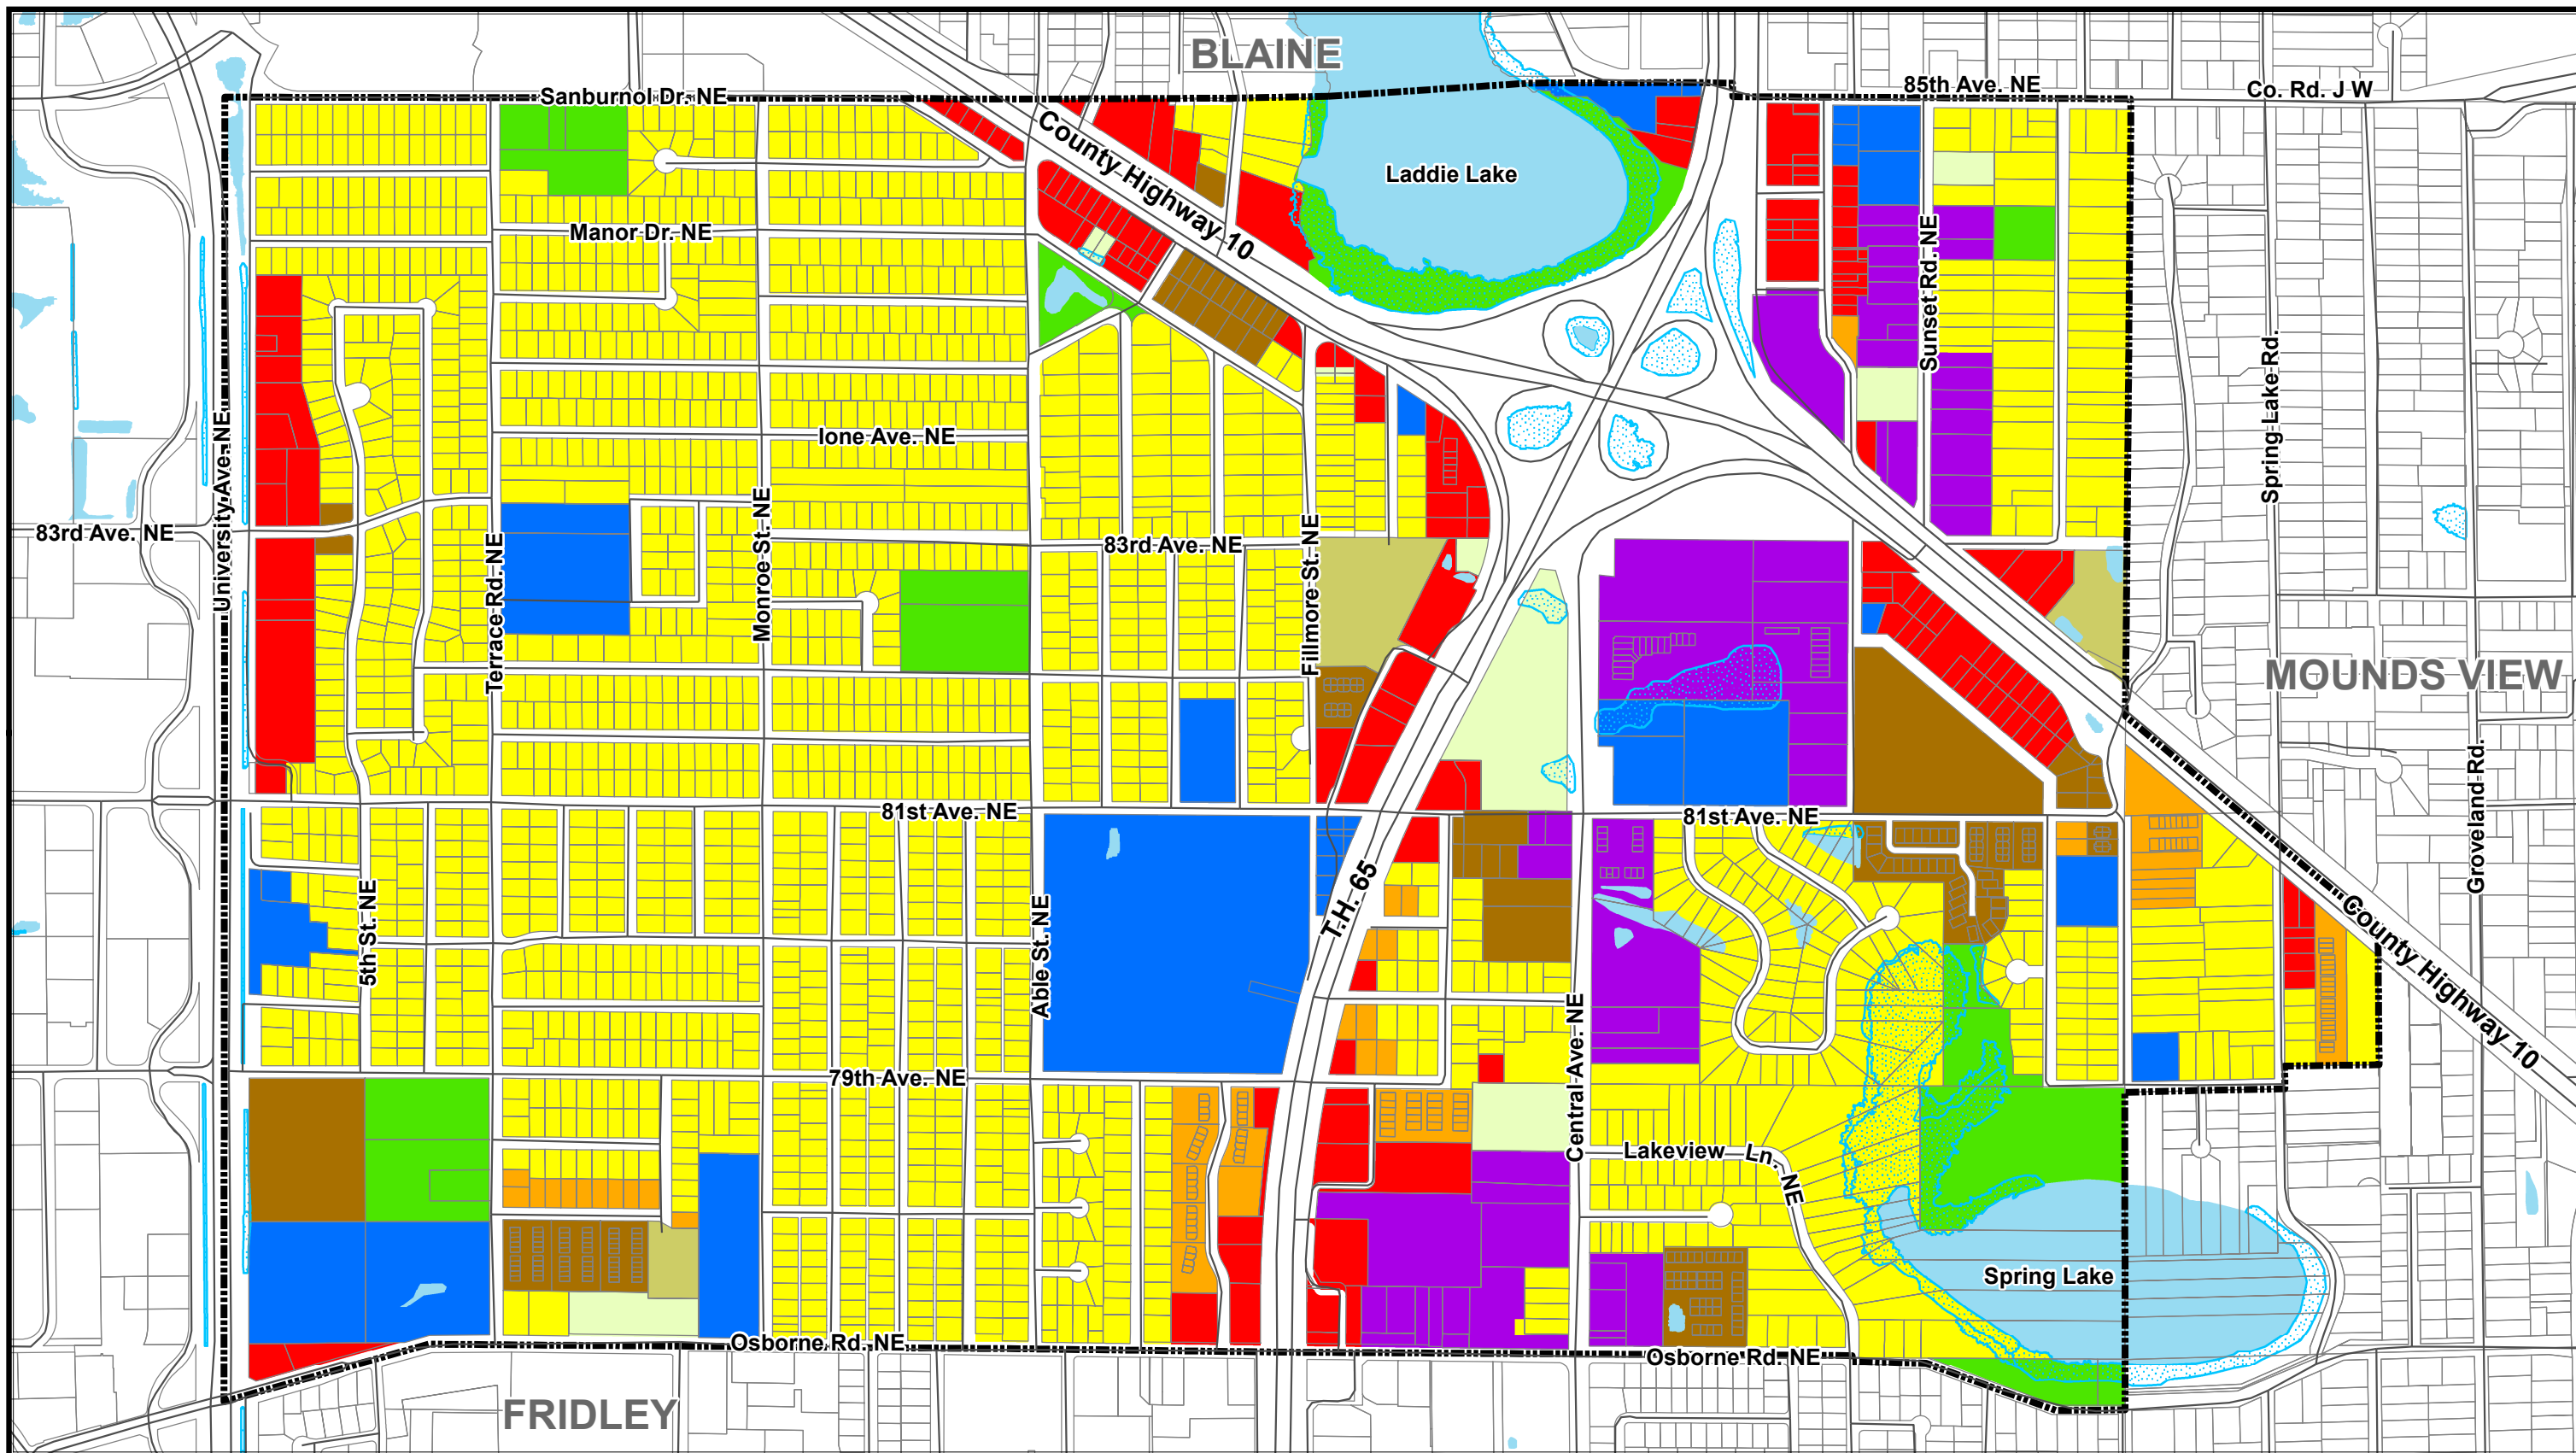 BLAINE
Sanburnol Dr. NE
85th Ave. NE
Co. Rd. J W
County Highway 10
Laddie Lake
Manor Dr. NE
Sunset Rd. NE
Spring Lake Rd.
University Ave. NE
Ione Ave. NE
83rd Ave. NE
Terrace Rd. NE
Monroe St. NE
83rd Ave. NE
Fillmore St. NE
MOUNDS VIEW
Groveland Rd.
81st Ave. NE
81st Ave. NE
5th St. NE
Able St. NE
T.H. 65
County Highway 10
Central Ave. NE
79th Ave. NE
Lakeview Ln. NE
Spring Lake
Osborne Rd. NE
Osborne Rd. NE
FRIDLEY